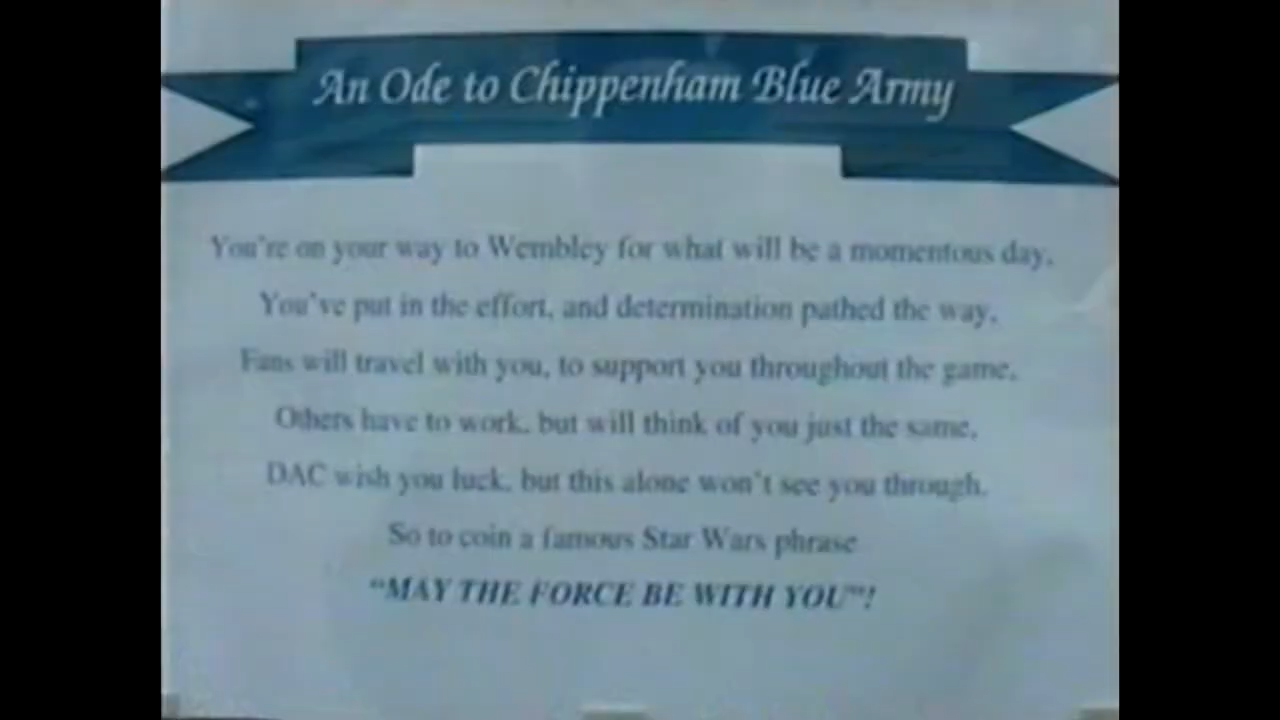 An Ode to Chippenham Blue Army
You're on your way to Wembley for what will be a momentous day,
You've put in the effort, and determination pathed the way,
Fans will travel with you, to support you throughout the game,
Others have to work, but will think of you just the same,
DAC wish you luck, but this alone won't see you through,
So to coin a famous Star Wars phrase
"MAY THE FORCE BE WITH YOU"!